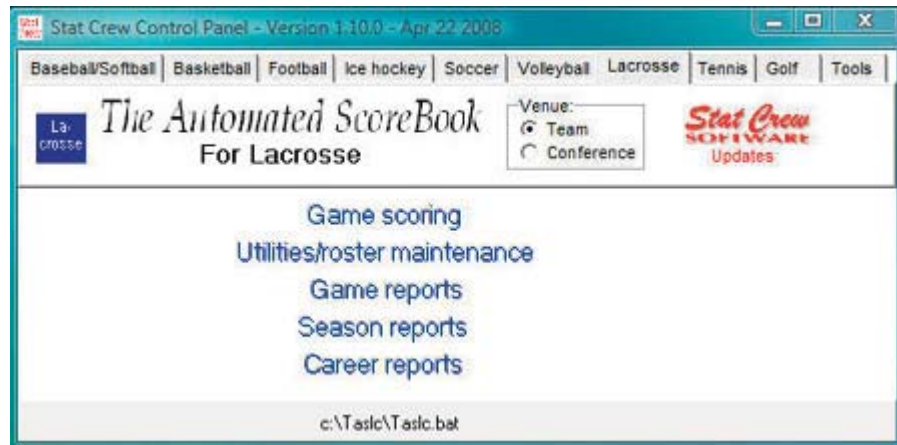 Stat Crew Control Panel - Version 1.10.0 - Apr 22 2008
Baseball/Softball Basketball Football Ice hockey Soccer Volleyball Lacrosse Tennis Golf Tools
La-
crosse
The Automated ScoreBook
For Lacrosse
Venue:
Team
Conference
Stat Crew
SOFTWARE
Updates
Game scoring
Utilities/roster maintenance
Game reports
Season reports
Career reports
c:\Taslc\Taslc.bat